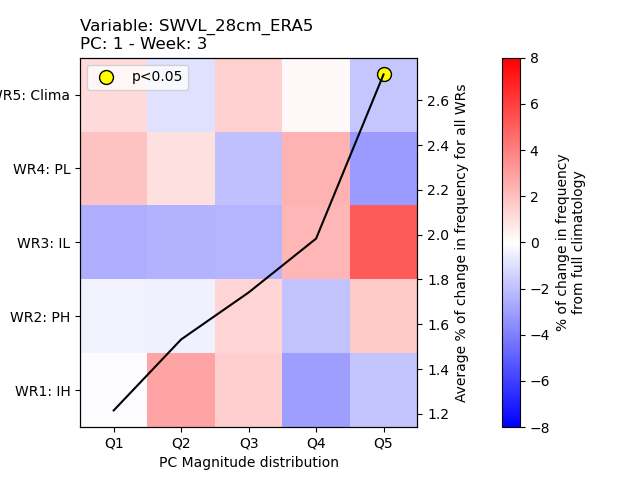 Variable: SWVL_28cm_ERA5
PC: 1 - Week: 3
p<0.05
WR5: Clima
WR4: PL
WR3: IL
WR2: PH
WR1: IH
Q1 Q2 Q3 Q4 Q5
PC Magnitude distribution
2.6
2.4
2.2
2.0
1.8
1.6
1.4
1.2
Average % of change in frequency for all WRs
8
6
4
2
0
−2
−4
−6
−8
% of change in frequency
from full climatology